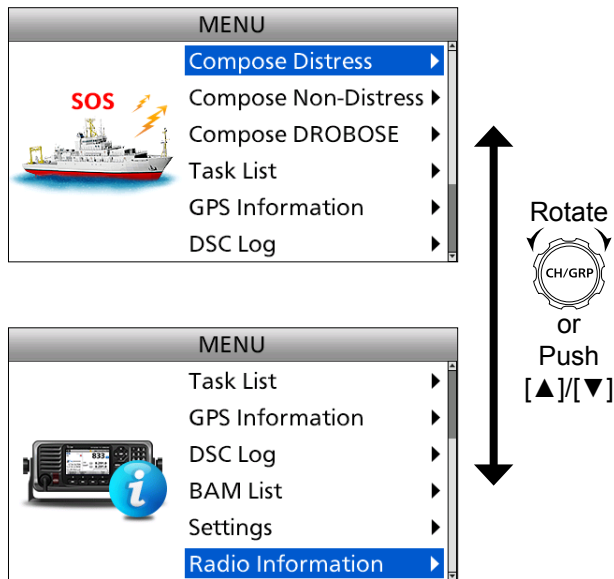 MENU
Compose Distress
Compose Non-Distress
Compose DROBOSE
Task List
GPS Information
DSC Log
SOS
Rotate
CH/GRP
or
Push
[▲]/[▼]
MENU
Task List
GPS Information
DSC Log
BAM List
Settings
Radio Information